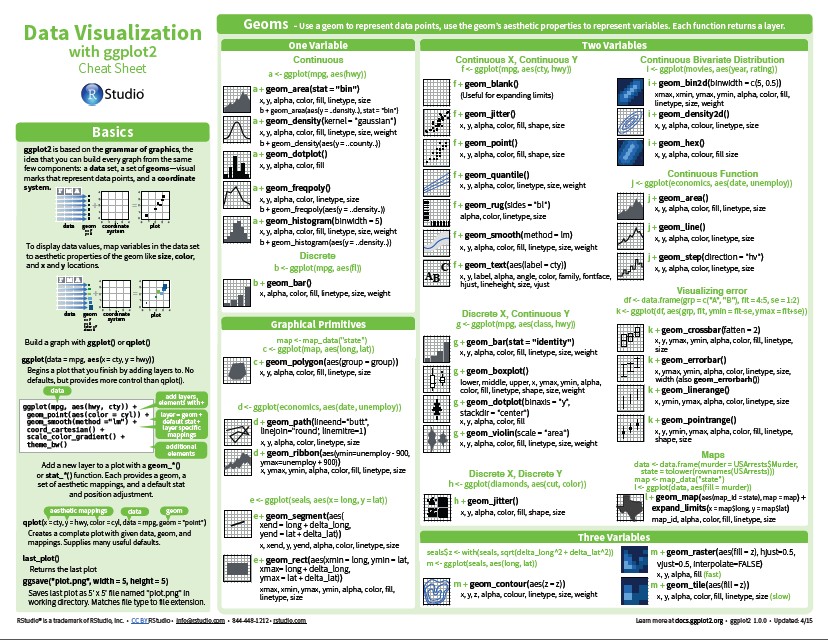 Data Visualization
with ggplot2
Cheat Sheet
R Studio
Basics
ggplot2 is based on the grammar of graphics, the
idea that you can build every graph from the same
few components: a data set, a set of geoms—visual
marks that represent data points, and a coordinate
system.
data geom coordinate system plot
To display data values, map variables in the data set
to aesthetic properties of the geom like size, color,
and x and y locations.
data geom coordinate system plot
Build a graph with ggplot() or qplot()
ggplot(data = mpg, aes(x = cty, y = hwy))
Begins a plot that you finish by adding layers to. No
defaults, but provides more control than qplot().
data
ggplot(mpg, aes(hwy, cty)) +
geom_point(aes(color = cyl)) +
geom_smooth(method ="lm") +
coord_cartesian() +
scale_color_gradient() +
theme_bw()
add layers,
elements with +
layer = geom +
default stat +
layer specific
mappings
additional
elements
Add a new layer to a plot with a geom_*()
or stat_*() function. Each provides a geom, a
set of aesthetic mappings, and a default stat
and position adjustment.
aesthetic mappings data geom
qplot(x = cty, y = hwy, color = cyl, data = mpg, geom = "point")
Creates a complete plot with given data, geom, and
mappings. Supplies many useful defaults.
last_plot()
Returns the last plot
ggsave("plot.png", width = 5, height = 5)
Saves last plot as 5' x 5' file named "plot.png" in
working directory. Matches file type to file extension.
Geoms - Use a geom to represent data points, use the geom's aesthetic properties to represent variables. Each function returns a layer.
One Variable
Continuous
a <- ggplot(mpg, aes(hwy))
a + geom_area(stat = "bin")
x, y, alpha, color, fill, linetype, size
b + geom_area(aes(y = ..density..), stat = "bin")
a + geom_density(kernel = "gaussian")
x, y, alpha, color, fill, linetype, size, weight
b + geom_density(aes(y = ..county..))
a + geom_dotplot()
x, y, alpha, color, fill
a + geom_freqpoly()
x, y, alpha, color, linetype, size
b + geom_freqpoly(aes(y = ..density..))
a + geom_histogram(binwidth = 5)
x, y, alpha, color, fill, linetype, size, weight
b + geom_histogram(aes(y = ..density..))
Discrete
b <- ggplot(mpg, aes(fl))
b + geom_bar()
x, alpha, color, fill, linetype, size, weight
Graphical Primitives
map <- map_data("state")
c <- ggplot(map, aes(long, lat))
c + geom_polygon(aes(group = group))
x, y, alpha, color, fill, linetype, size
d <- ggplot(economics, aes(date, unemploy))
d + geom_path(lineend="butt",
linejoin="round', linemitre=1)
x, y, alpha, color, linetype, size
d + geom_ribbon(aes(ymin=unemploy - 900,
ymax=unemploy + 900))
x, ymax, ymin, alpha, color, fill, linetype, size
e <- ggplot(seals, aes(x = long, y = lat))
e + geom_segment(aes(
xend = long + delta_long,
yend = lat + delta_lat))
x, xend, y, yend, alpha, color, linetype, size
e + geom_rect(aes(xmin = long, ymin = lat,
xmax= long + delta_long,
ymax = lat + delta_lat))
xmax, xmin, ymax, ymin, alpha, color, fill,
linetype, size
Two Variables
Continuous X, Continuous Y
f <- ggplot(mpg, aes(cty, hwy))
f + geom_blank()
(Useful for expanding limits)
f + geom_jitter()
x, y, alpha, color, fill, shape, size
f + geom_point()
x, y, alpha, color, fill, shape, size
f + geom_quantile()
x, y, alpha, color, linetype, size, weight
f + geom_rug(sides = "bl")
alpha, color, linetype, size
f + geom_smooth(method = lm)
x, y, alpha, color, fill, linetype, size, weight
f + geom_text(aes(label = cty))
x, y, label, alpha, angle, color, family, fontface,
hjust, lineheight, size, vjust
Discrete X, Continuous Y
g <- ggplot(mpg, aes(class, hwy))
g + geom_bar(stat = "identity")
x, y, alpha, color, fill, linetype, size, weight
g + geom_boxplot()
lower, middle, upper, x, ymax, ymin, alpha,
color, fill, linetype, shape, size, weight
g + geom_dotplot(binaxis = "y",
stackdir = "center")
x, y, alpha, color, fill
g + geom_violin(scale = "area")
x, y, alpha, color, fill, linetype, size, weight
Discrete X, Discrete Y
h <- ggplot(diamonds, aes(cut, color))
h + geom_jitter()
x, y, alpha, color, fill, shape, size
Continuous Bivariate Distribution
i <- ggplot(movies, aes(year, rating))
i + geom_bin2d(binwidth = c(5, 0.5))
xmax, xmin, ymax, ymin, alpha, color, fill,
linetype, size, weight
i + geom_density2d()
x, y, alpha, colour, linetype, size
i + geom_hex()
x, y, alpha, colour, fill size
Continuous Function
j <- ggplot(economics, aes(date, unemploy))
j + geom_area()
x, y, alpha, color, fill, linetype, size
j + geom_line()
x, y, alpha, color, linetype, size
j + geom_step(direction = "hv")
x, y, alpha, color, linetype, size
Visualizing error
df <- data.frame(grp = c("A", "B"), fit = 4:5, se = 1:2)
k <- ggplot(df, aes(grp, fit, ymin = fit-se, ymax = fit+se))
k + geom_crossbar(fatten = 2)
x, y, ymax, ymin, alpha, color, fill,
linetype, size
k + geom_errorbar()
x, ymax, ymin, alpha, color, linetype, size,
width (also geom_errorbarh())
k + geom_linerange()
x, ymin, ymax, alpha, color, linetype, size
k + geom_pointrange()
x, y, ymin, ymax, alpha, color, fill, linetype,
shape, size
Maps
data <- data.frame(murder = USArrests$Murder,
state = tolower(rownames(USArrests)))
map <- map_data("state")
l <- ggplot(data, aes(fill = murder))
l + geom_map(aes(map_id = state), map = map) +
expand_limits(x = map$long, y = map$lat)
map_id, alpha, color, fill, linetype, size
Three Variables
seals$z <- with(seals, sqrt(delta_long^2 + delta_lat^2))
m <- ggplot(seals, aes(long, lat))
m + geom_contour(aes(z = z))
x, y, z, alpha, colour, linetype, size, weight
m + geom_raster(aes(fill = z), hjust=0.5,
vjust=0.5, interpolate=FALSE)
x, y, alpha, fill (fast)
m + geom_tile(aes(fill = z))
x, y, alpha, color, fill, linetype, size (slow)
RStudio® is a trademark of RStudio, Inc. • CC BY RStudio • info@rstudio.com • 844-448-1212 • rstudio.com
Learn more at docs.ggplot2.org • ggplot2 1.0.0 • Updated: 4/15